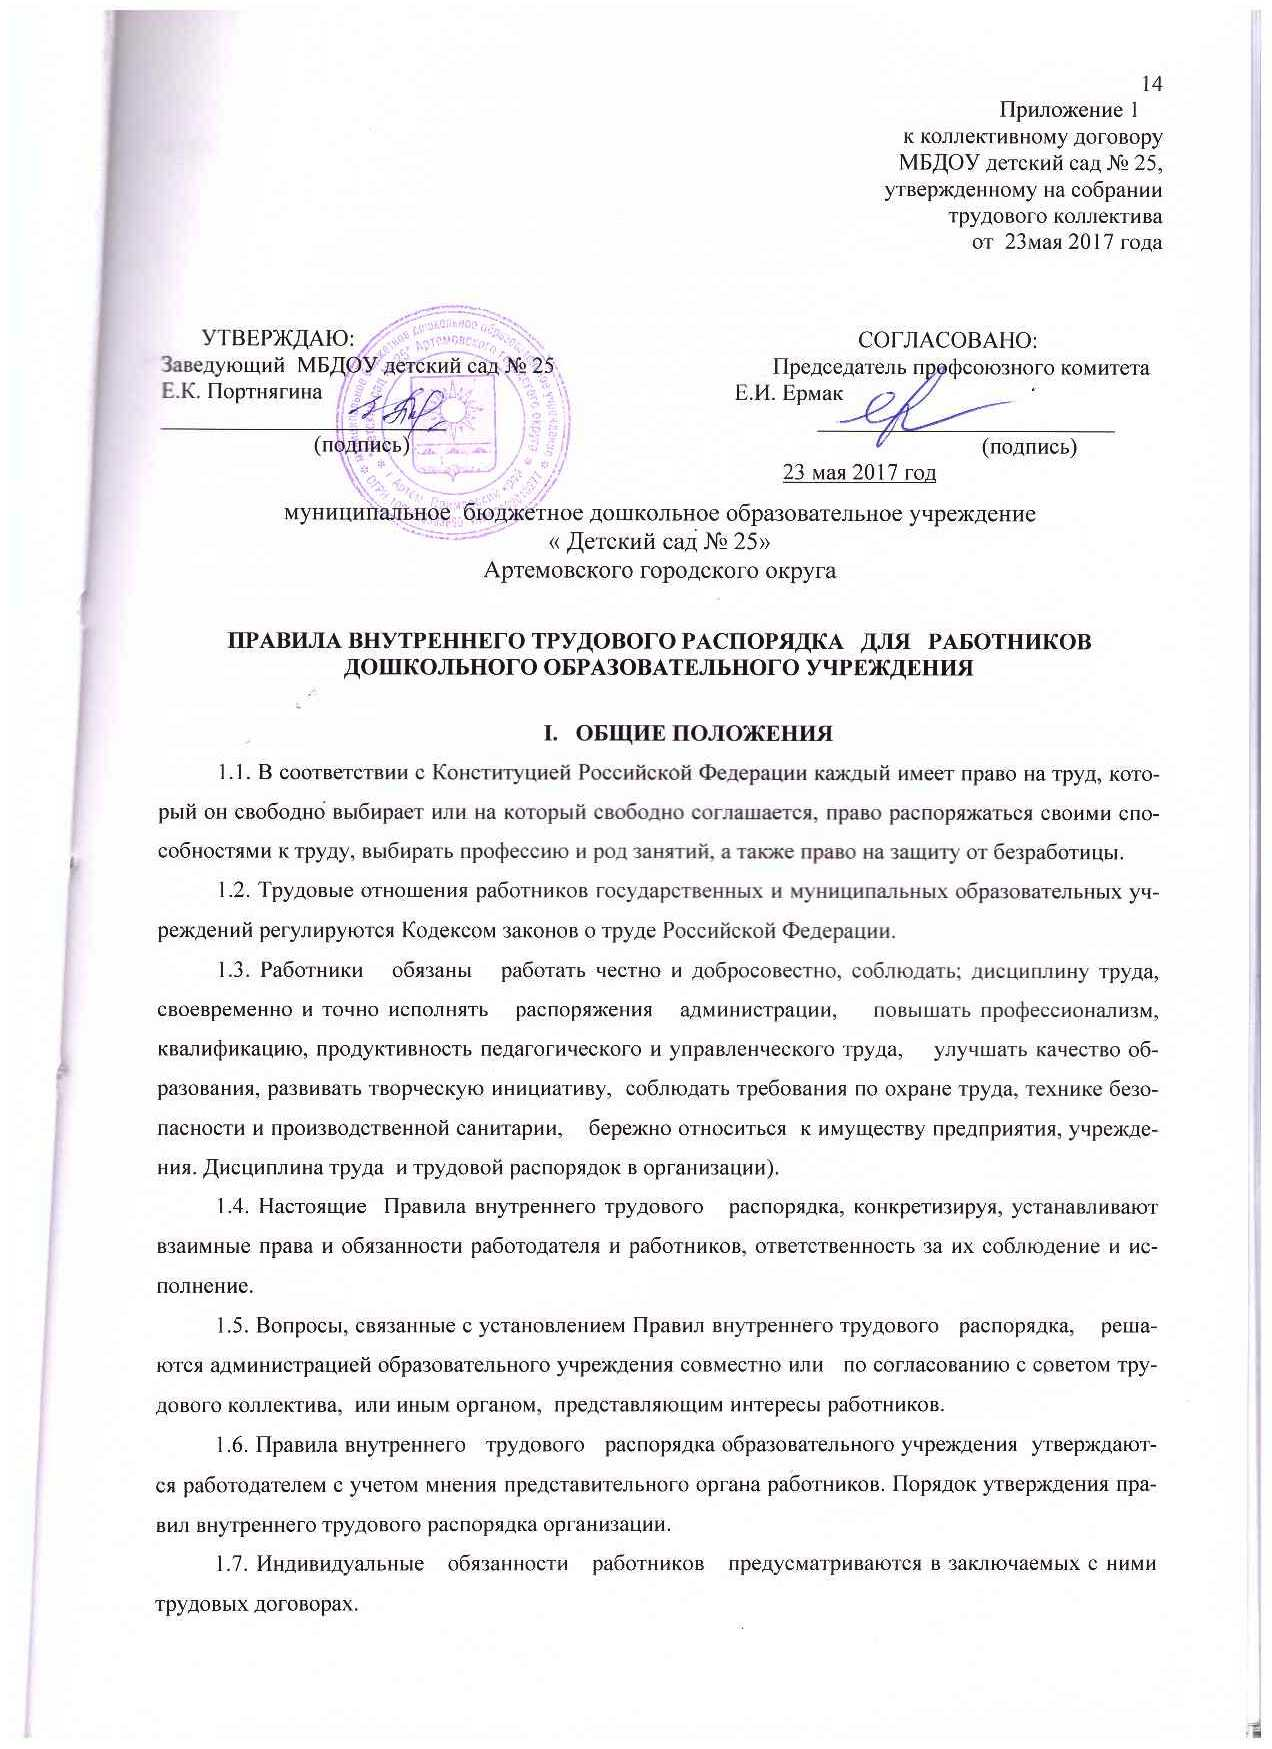 14
Приложение 1
к коллективному договору
МБДОУ детский сад № 25,
утвержденному на собрании
трудового коллектива
от 23мая 2017 года
УТВЕРЖДАЮ:
Заведующий МБДОУ детский сад № 25
Е.К. Портнягина
(подпись)
СОГЛАСОВАНО:
Председатель профсоюзного комитета
Е.И. Ермак
(подпись)
23 мая 2017 год
муниципальное бюджетное дошкольное образовательное учреждение
« Детский сад № 25»
Артемовского городского округа
ПРАВИЛА ВНУТРЕННЕГО ТРУДОВОГО РАСПОРЯДКА ДЛЯ РАБОТНИКОВ
ДОШКОЛЬНОГО ОБРАЗОВАТЕЛЬНОГО УЧРЕЖДЕНИЯ
I. ОБЩИЕ ПОЛОЖЕНИЯ
1.1. В соответствии с Конституцией Российской Федерации каждый имеет право на труд, кото-
рый он свободно выбирает или на который свободно соглашается, право распоряжаться своими спо-
собностями к труду, выбирать профессию и род занятий, а также право на защиту от безработицы.
1.2. Трудовые отношения работников государственных и муниципальных образовательных уч-
реждений регулируются Кодексом законов о труде Российской Федерации.
1.3. Работники обязаны работать честно и добросовестно, соблюдать; дисциплину труда,
своевременно и точно исполнять распоряжения администрации, повышать профессионализм,
квалификацию, продуктивность педагогического и управленческого труда, улучшать качество об-
разования, развивать творческую инициативу, соблюдать требования по охране труда, технике безо-
пасности и производственной санитарии, бережно относиться к имуществу предприятия, учрежде-
ния. Дисциплина труда и трудовой распорядок в организации).
1.4. Настоящие Правила внутреннего трудового распорядка, конкретизируя, устанавливают
взаимные права и обязанности работодателя и работников, ответственность за их соблюдение и ис-
полнение.
1.5. Вопросы, связанные с установлением Правил внутреннего трудового распорядка, реша-
ются администрацией образовательного учреждения совместно или по согласованию с советом тру-
дового коллектива, или иным органом, представляющим интересы работников.
1.6. Правила внутреннего трудового распорядка образовательного учреждения утверждают-
ся работодателем с учетом мнения представительного органа работников. Порядок утверждения пра-
вил внутреннего трудового распорядка организации.
1.7. Индивидуальные обязанности работников предусматриваются в заключаемых с ними
трудовых договорах.